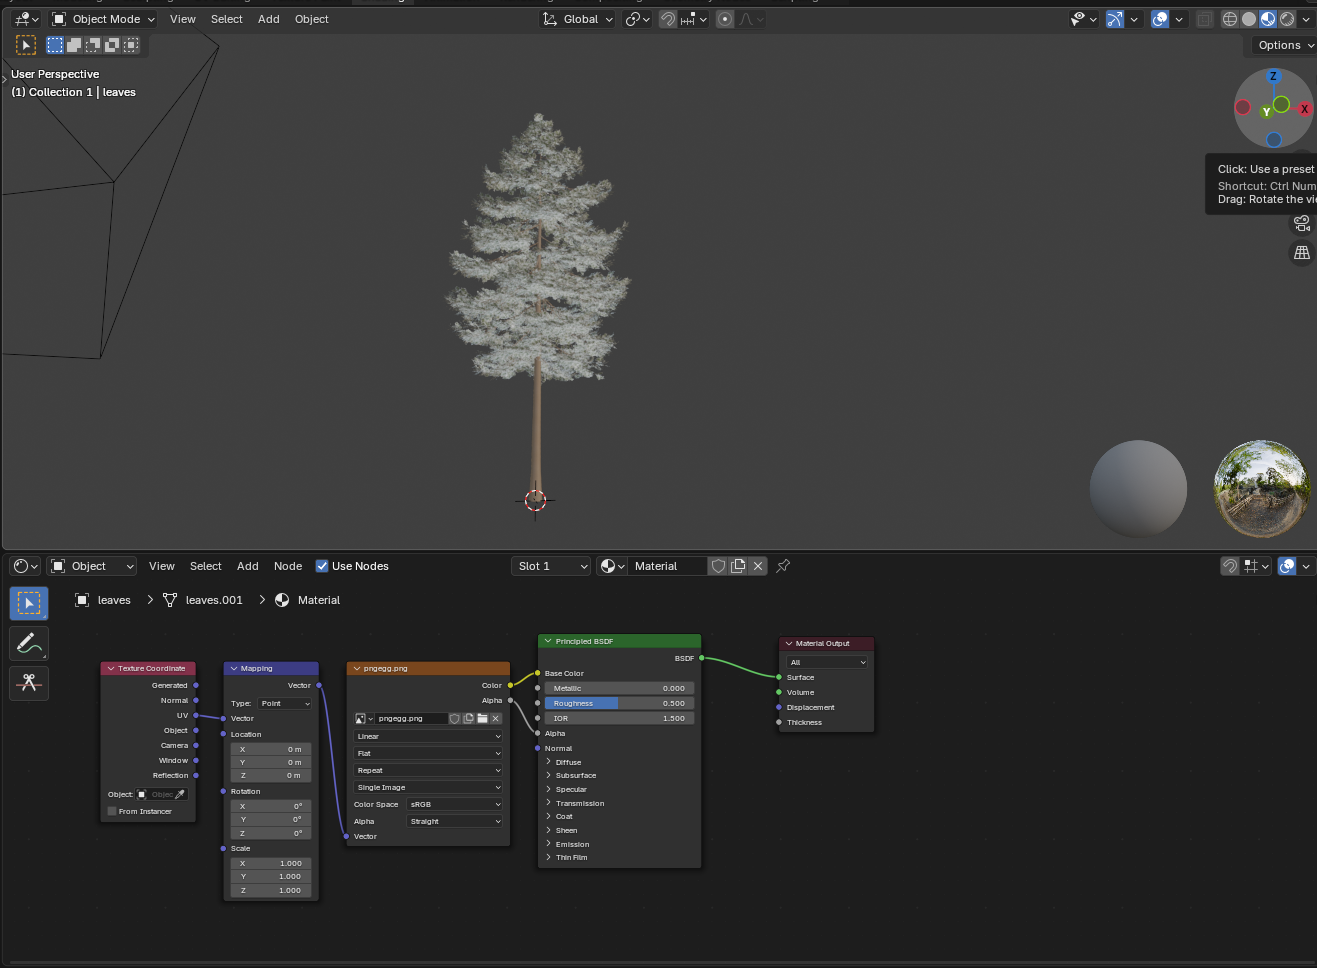 Object Mode
View
Select
Add
Object
Global
Options
User Perspective
(1) Collection 1 | leaves
Z
Y
X
Click: Use a preset
Shortcut: Ctrl Num
Drag: Rotate the vie
Object
View
Select
Add
Node
Use Nodes
Slot 1
Material
leaves
leaves.001
Material
Texture Coordinate
Generated
Normal
UV
Object
Camera
Window
Reflection
Object:
Objec
From Instancer
Mapping
Vector
Type:
Point
Vector
Location
X 0 m
Y 0 m
Z 0 m
Rotation
X 0°
Y 0°
Z 0°
Scale
X 1.000
Y 1.000
Z 1.000
pngegg.png
Color
Alpha
pngegg.png
Linear
Flat
Repeat
Single Image
Color Space sRGB
Alpha Straight
Vector
Principled BSDF
BSDF
Base Color
Metallic 0.000
Roughness 0.500
IOR 1.500
Alpha
Normal
Diffuse
Subsurface
Specular
Transmission
Coat
Sheen
Emission
Thin Film
Material Output
All
Surface
Volume
Displacement
Thickness